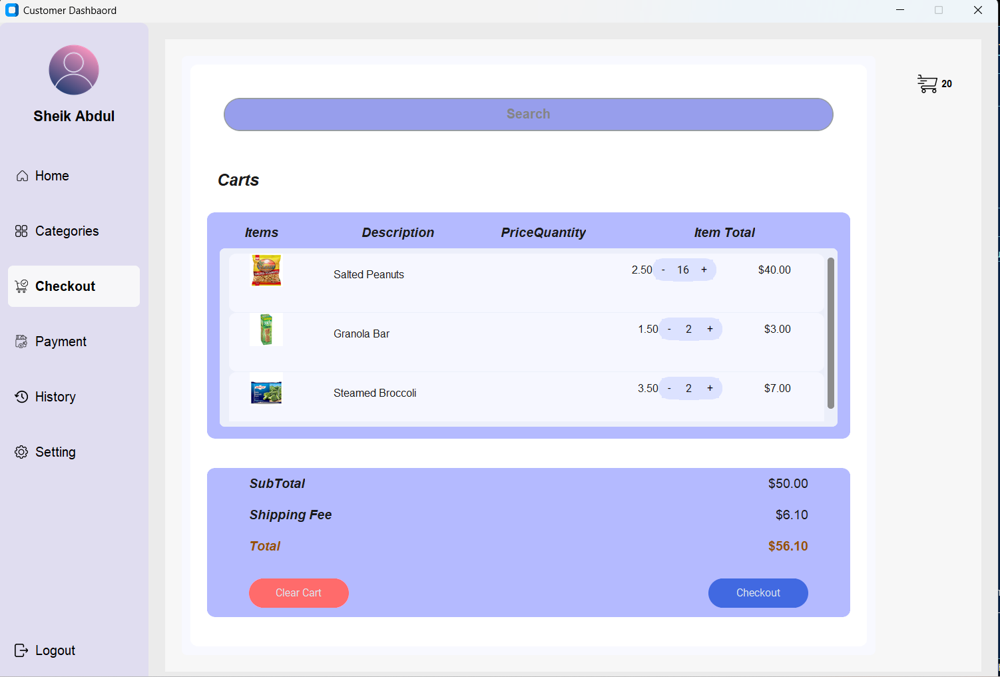 Customer Dashbaord
Sheik Abdul
Home
Categories
Checkout
Payment
History
Setting
Logout
20
Search
Carts
Items Description PriceQuantity Item Total
Salted Peanuts 2.50 - 16 + $40.00
Granola Bar 1.50 - 2 + $3.00
Steamed Broccoli 3.50 - 2 + $7.00
SubTotal $50.00
Shipping Fee $6.10
Total $56.10
Clear Cart Checkout